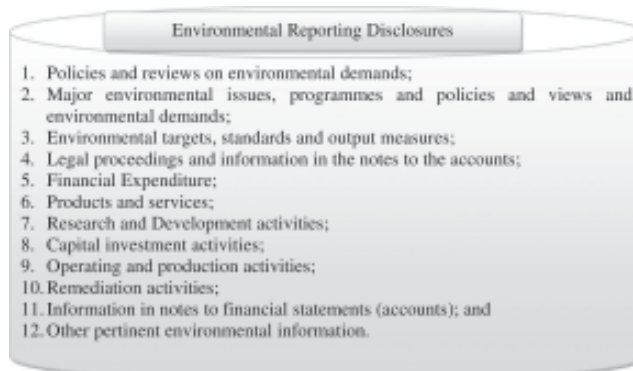 Environmental Reporting Disclosures
1. Policies and reviews on environmental demands;
2. Major environmental issues, programmes and policies and views and
environmental demands;
3. Environmental targets, standards and output measures;
4. Legal proceedings and information in the notes to the accounts;
5. Financial Expenditure;
6. Products and services;
7. Research and Development activities;
8. Capital investment activities;
9. Operating and production activities;
10. Remediation activities;
11. Information in notes to financial statements (accounts); and
12. Other pertinent environmental information.